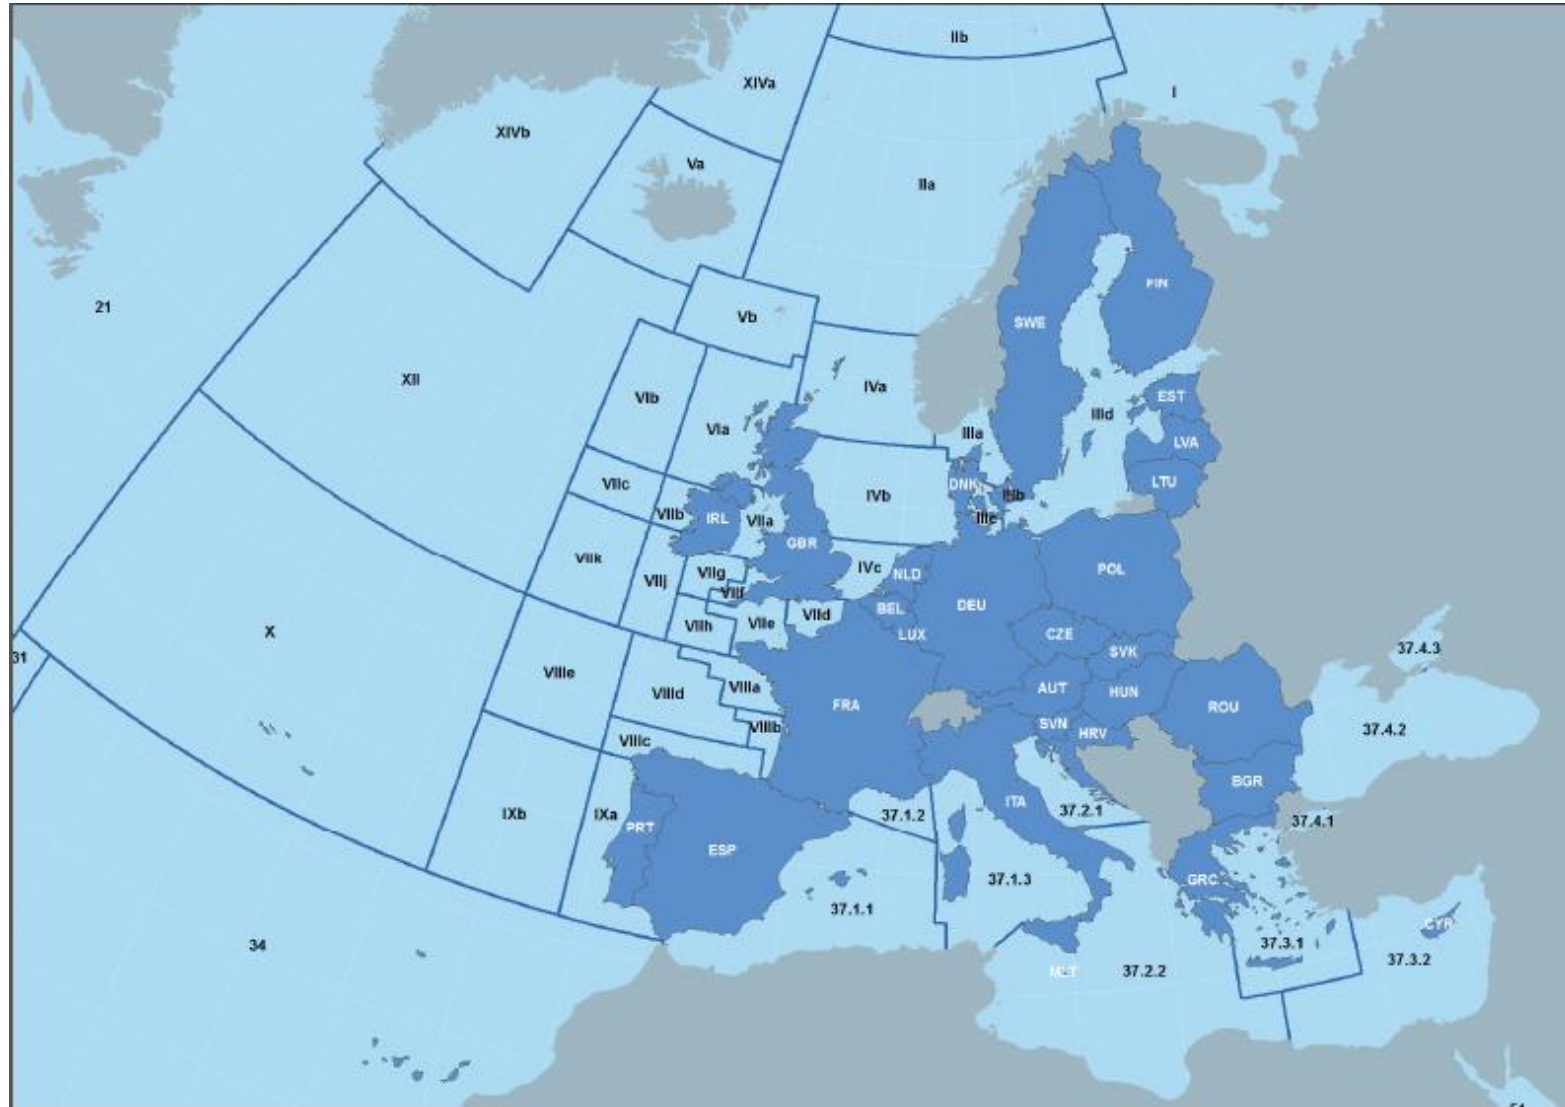 IIb
XIVa
I
XIVb
Va
IIa
FIN
21
Vb
SWE
XII
IVa
VIb
EST
IIId
VIa
IIIa
LVA
VIIc
DNK
LTU
IVb
IIIb
VIIb
IRL
VIIa
IIIc
GBR
VIIk
IVc
NLD
POL
VIIg
VIIj
VIIf
DEU
BEL
VIId
VIIe
VIIh
X
LUX
CZE
SVK
37.4.3
31
VIIIe
VIIId
VIIIa
AUT
HUN
FRA
ROU
SVN
VIIIb
HRV
37.4.2
VIIIc
BGR
ITA
37.2.1
IXb
IXa
37.1.2
37.4.1
PRT
ESP
37.1.3
GRC
37.1.1
CYP
34
37.3.1
37.3.2
MLT
37.2.2